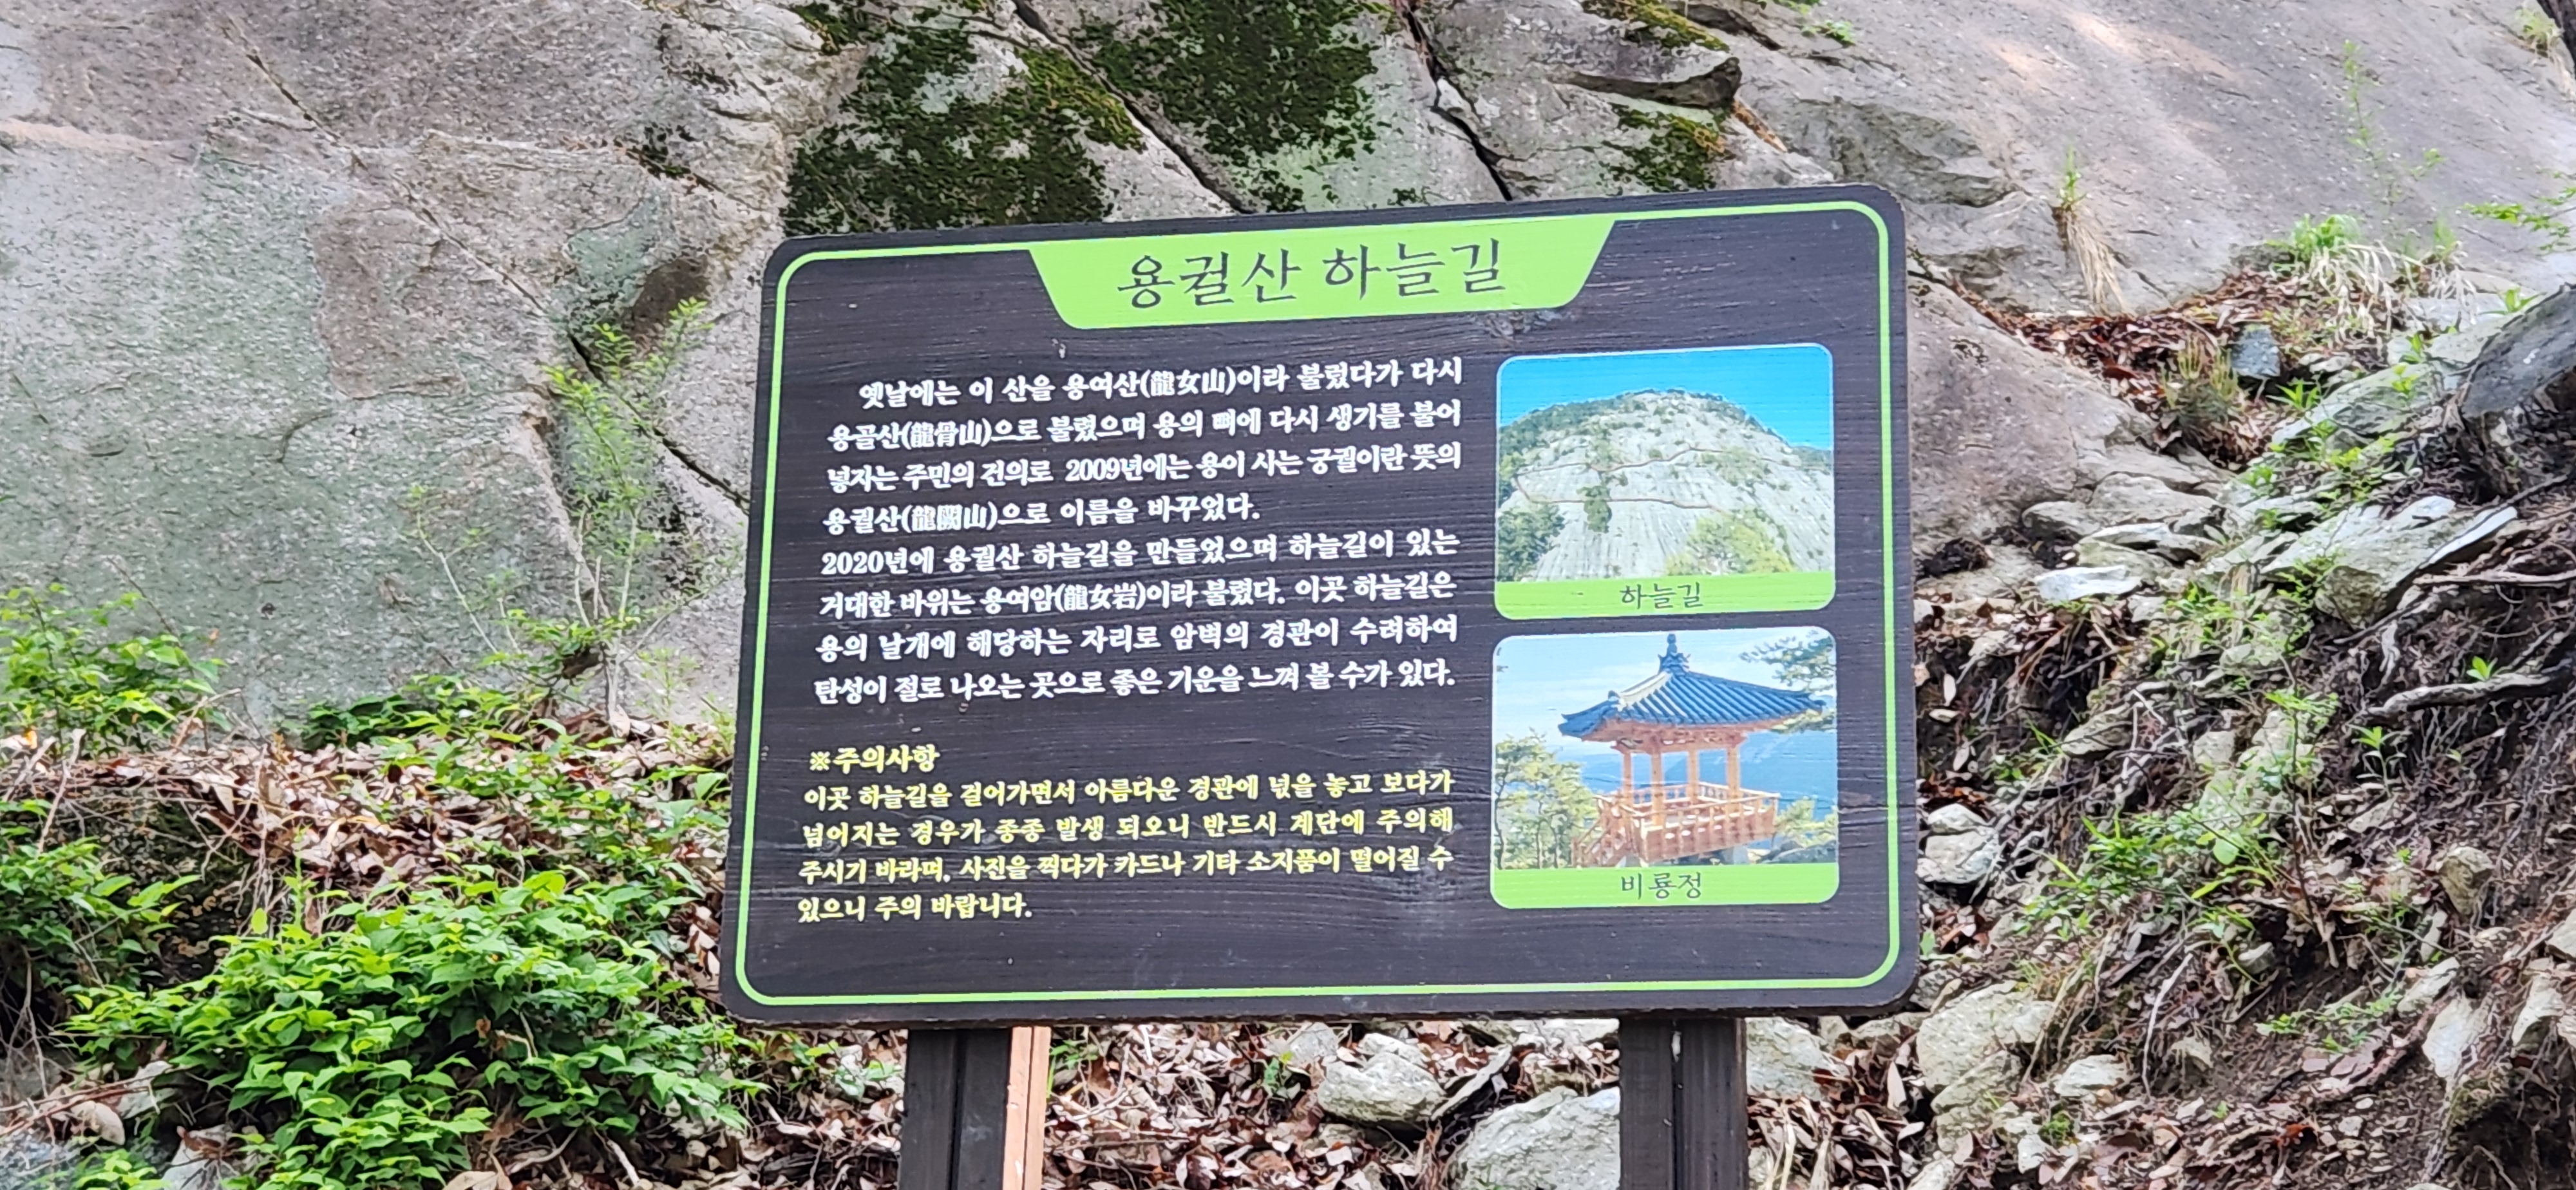 용궐산 하늘길
옛날에는 이 산을 용여산(龍女山)이라 불렀다가 다시
용골산(龍骨山)으로 불렸으며 용의 뼈에 다시 생기를 불어
넣자는 주민의 건의로 2009년에는 용이 사는 궁궐이란 뜻의
용궐산(龍闕山)으로 이름을 바꾸었다.
2020년에 용궐산 하늘길을 만들었으며 하늘길이 있는
거대한 바위는 용여암(龍女岩)이라 불렸다. 이곳 하늘길은
용의 날개에 해당하는 자리로 암벽의 경관이 수려하여
탄성이 절로 나오는 곳으로 좋은 기운을 느껴 볼 수가 있다.
※주의사항
이곳 하늘길을 걸어가면서 아름다운 경관에 넋을 놓고 보다가
넘어지는 경우가 종종 발생 되오니 반드시 계단에 주의해
주시기 바라며, 사진을 찍다가 카드나 기타 소지품이 떨어질 수
있으니 주의 바랍니다.
하늘길
비룡정